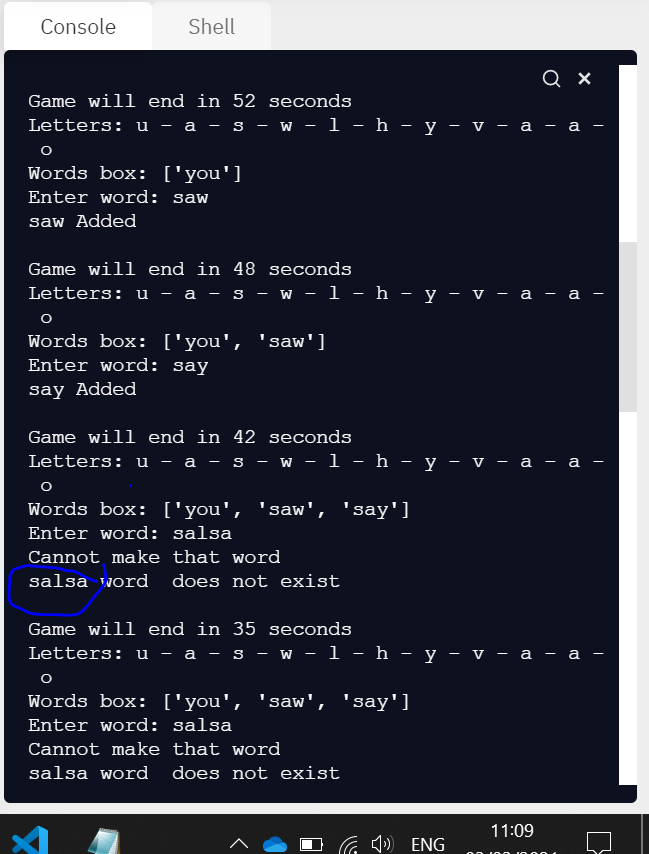 Console Shell
Game will end in 52 seconds
Letters: u – a – s – w – l – h – y – v – a – a –
o
Words box: ['you']
Enter word: saw
saw Added
Game will end in 48 seconds
Letters: u – a – s – w – l – h – y – v – a – a –
o
Words box: ['you', 'saw']
Enter word: say
say Added
Game will end in 42 seconds
Letters: u – a – s – w – l – h – y – v – a – a –
o
Words box: ['you', 'saw', 'say']
Enter word: salsa
Cannot make that word
salsa word  does not exist
Game will end in 35 seconds
Letters: u – a – s – w – l – h – y – v – a – a –
o
Words box: ['you', 'saw', 'say']
Enter word: salsa
Cannot make that word
salsa word  does not exist
ENG 11:09